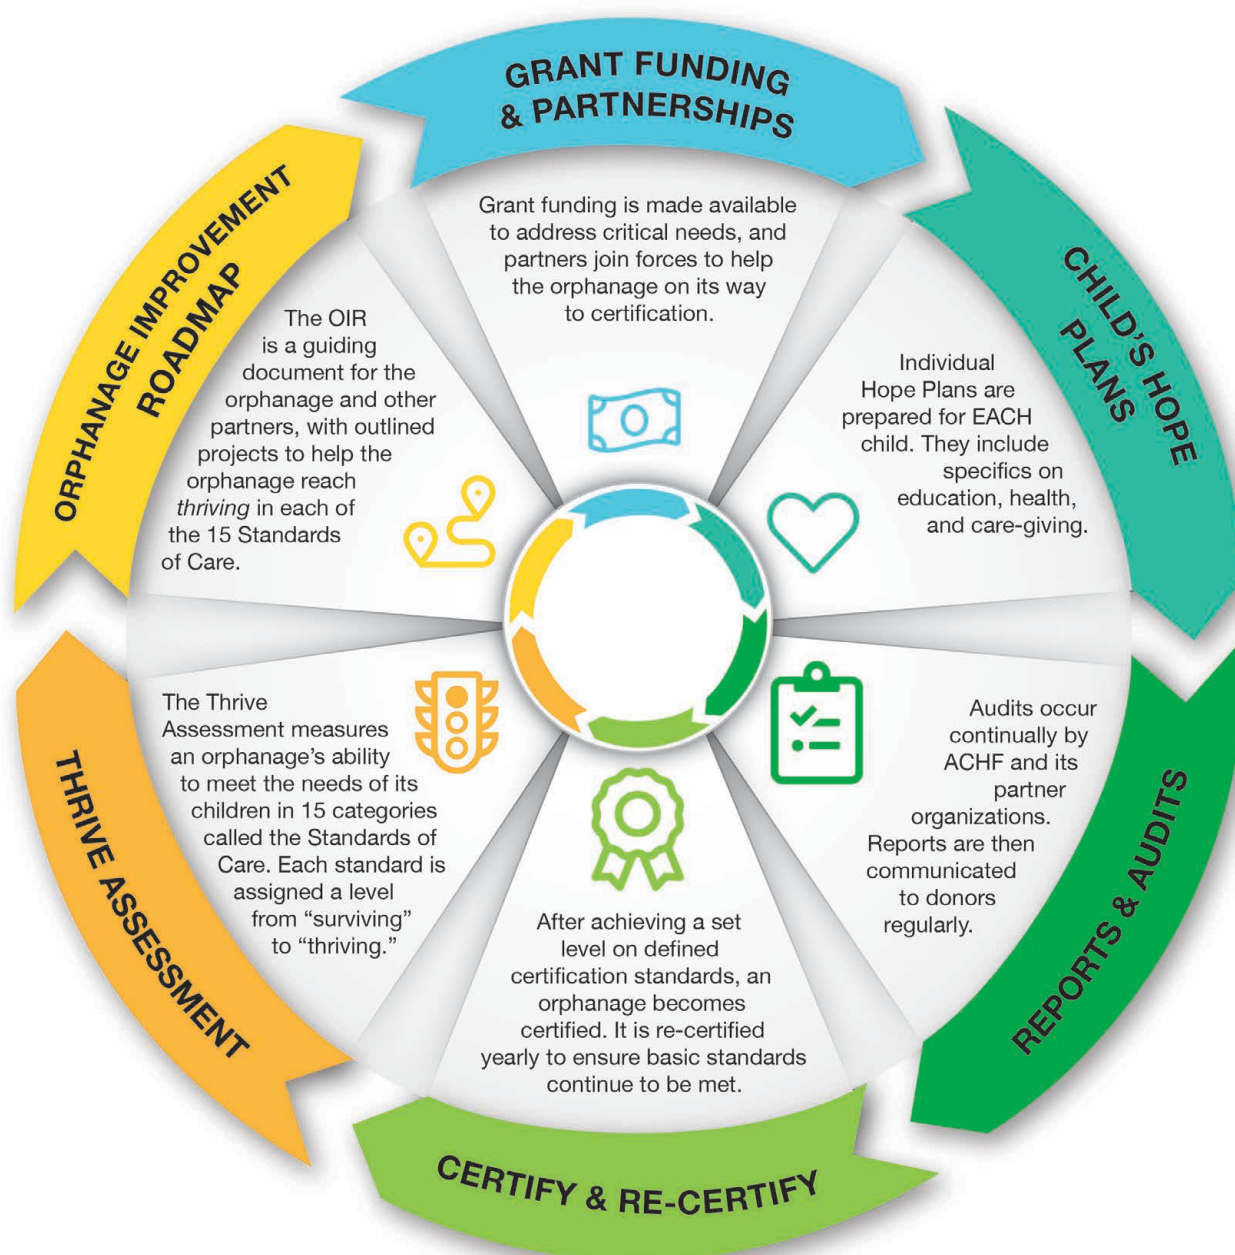 GRANT FUNDING
& PARTNERSHIPS
Grant funding is made available
to address critical needs, and
partners join forces to help
the orphanage on its way
to certification.
CHILD'S HOPE
PLANS
Individual
Hope Plans are
prepared for EACH
child. They include
specifics on
education, health,
and care-giving.
REPORTS & AUDITS
Audits occur
continually by
ACHF and its
partner
organizations.
Reports are then
communicated
to donors
regularly.
CERTIFY & RE-CERTIFY
After achieving a set
level on defined
certification standards, an
orphanage becomes
certified. It is re-certified
yearly to ensure basic standards
continue to be met.
THRIVE ASSESSMENT
The Thrive
Assessment measures
an orphanage’s ability
to meet the needs of its
children in 15 categories
called the Standards of
Care. Each standard is
assigned a level
from “surviving”
to “thriving.”
ORPHANAGE IMPROVEMENT
ROADMAP
The OIR
is a guiding
document for the
orphanage and other
partners, with outlined
projects to help the
orphanage reach
thriving in each of
the 15 Standards
of Care.